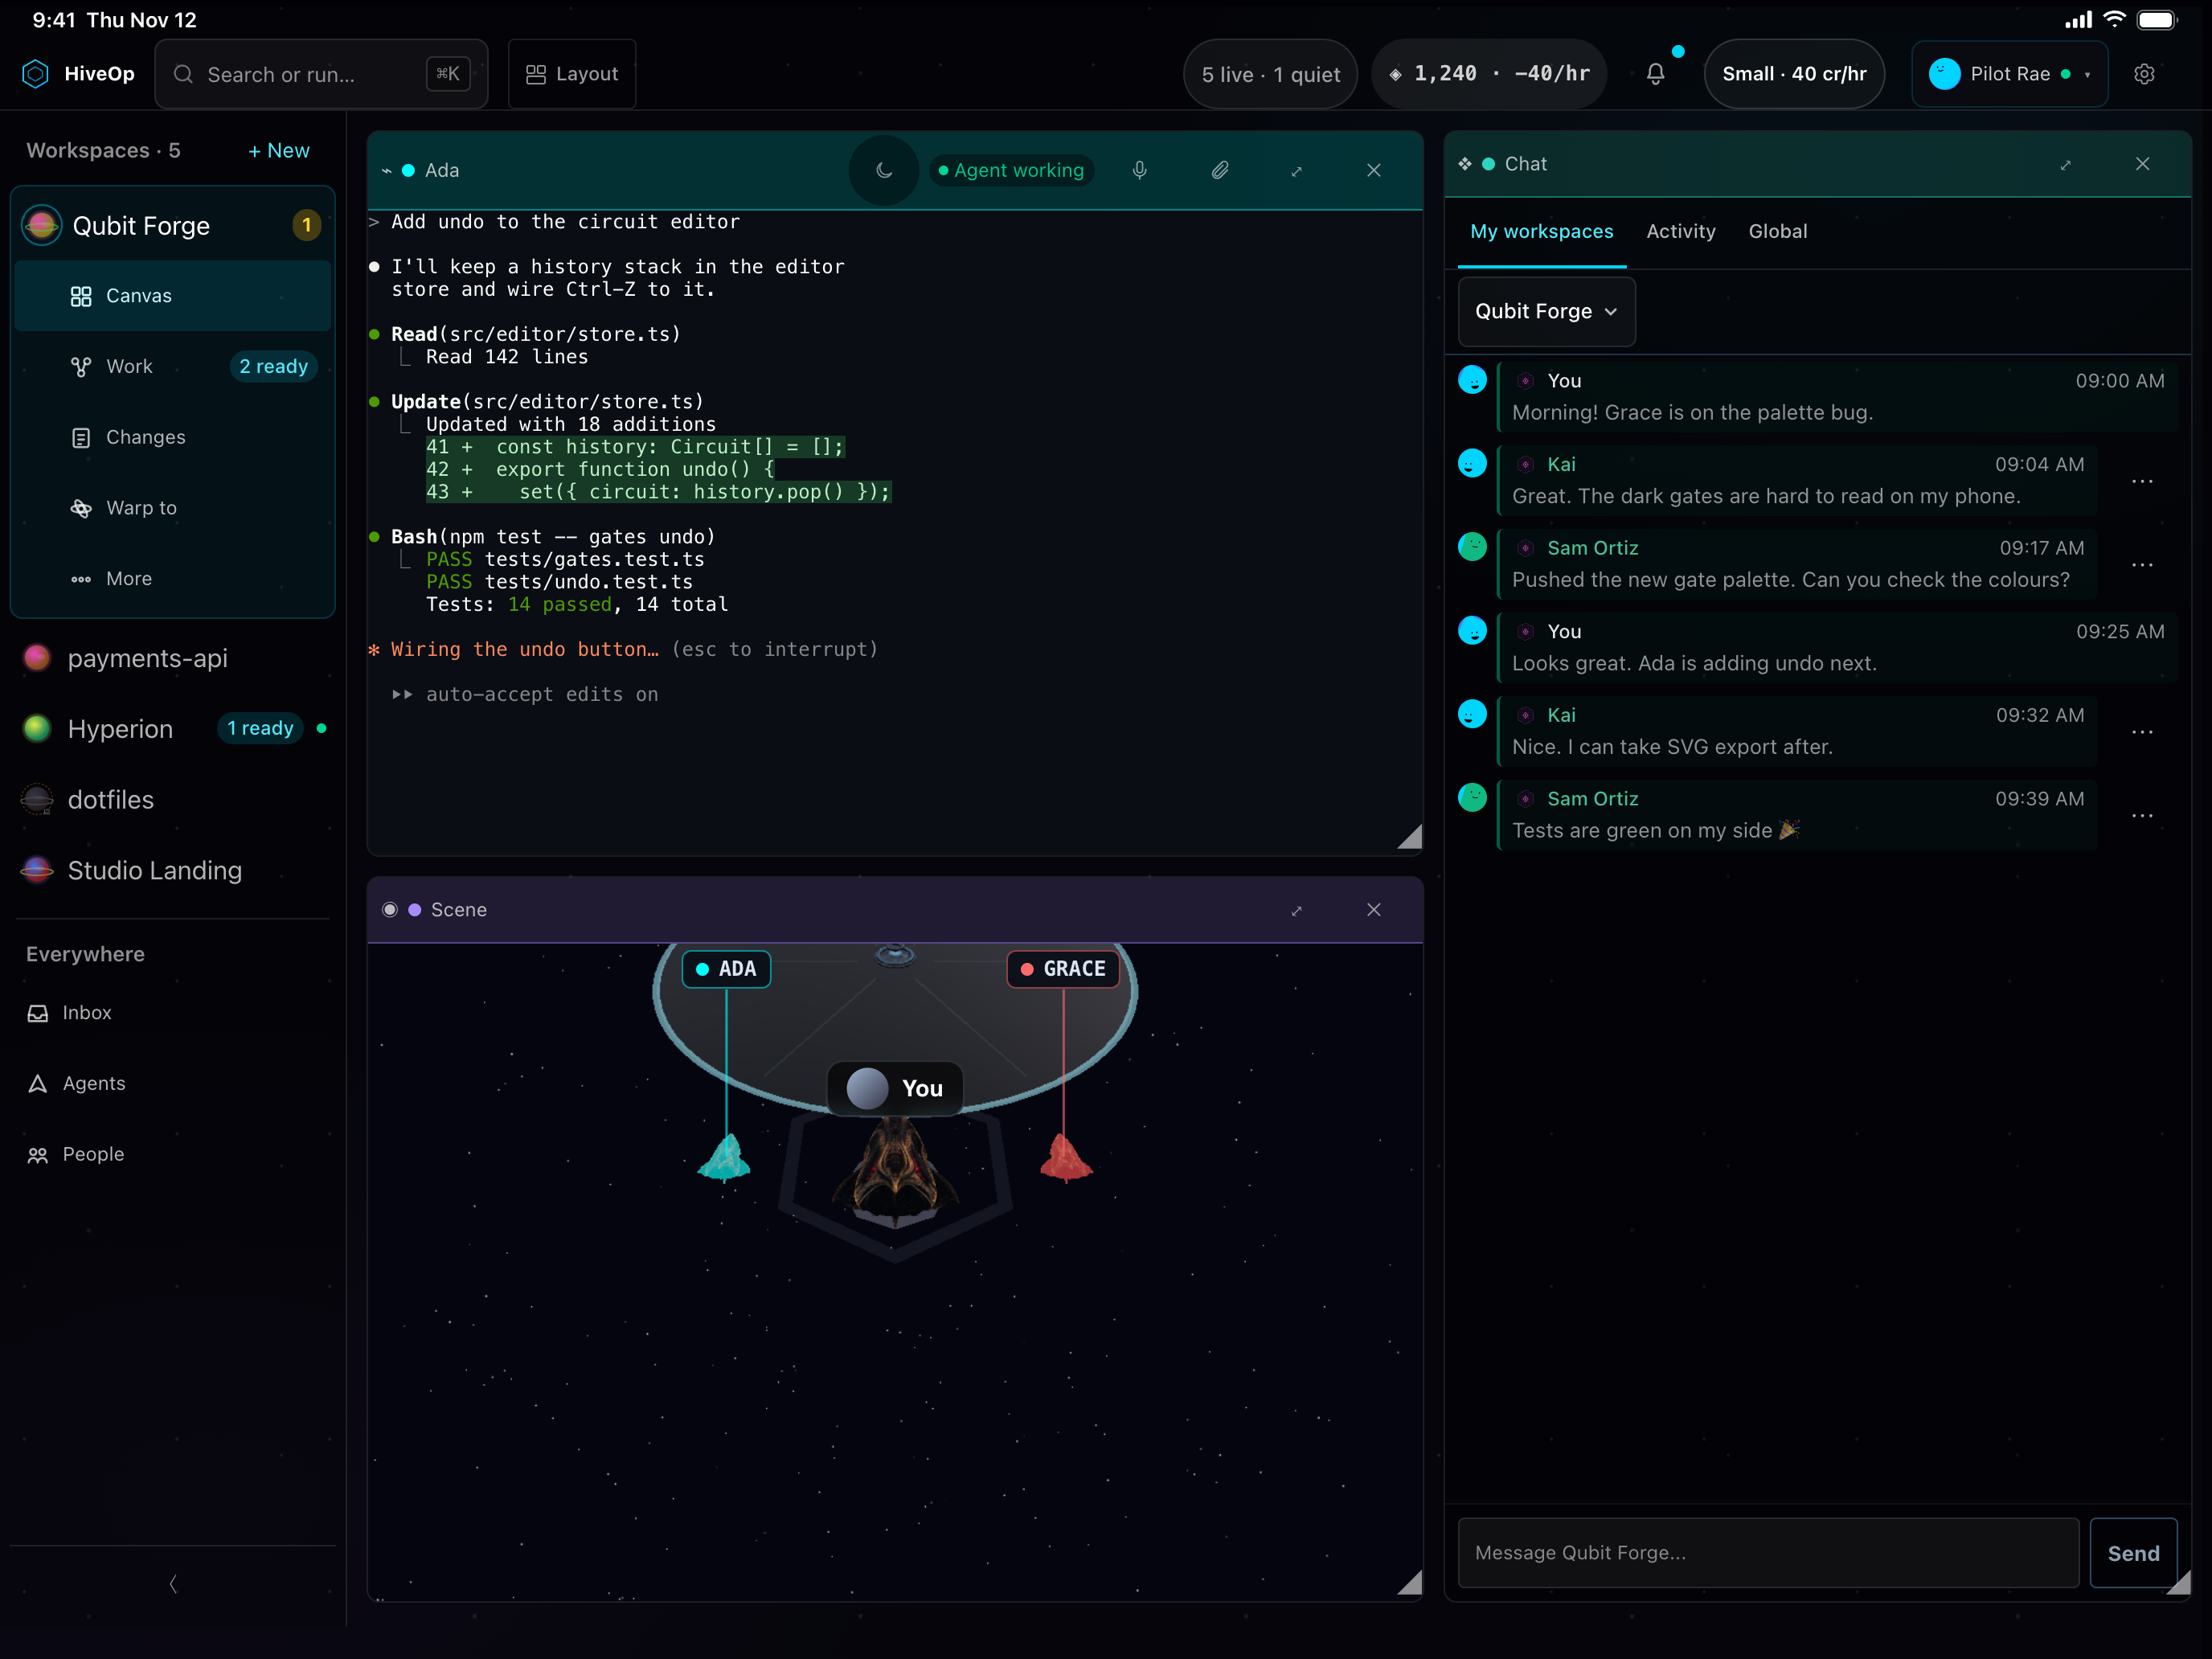 9:41 Thu Nov 12
HiveOp
Search or run...
⌘K
Layout
5 live · 1 quiet
◈ 1,240 · −40/hr
Small · 40 cr/hr
Pilot Rae
Workspaces · 5
+ New
Qubit Forge
1
Canvas
Work
2 ready
Changes
Warp to
More
payments-api
Hyperion
1 ready
dotfiles
Studio Landing
Everywhere
Inbox
Agents
People
Ada
Agent working
> Add undo to the circuit editor
I'll keep a history stack in the editor
store and wire Ctrl-Z to it.
Read(src/editor/store.ts)
Read 142 lines
Update(src/editor/store.ts)
Updated with 18 additions
41 + const history: Circuit[] = [];
42 + export function undo() {
43 + set({ circuit: history.pop() });
Bash(npm test -- gates undo)
PASS tests/gates.test.ts
PASS tests/undo.test.ts
Tests: 14 passed, 14 total
✻ Wiring the undo button… (esc to interrupt)
auto-accept edits on
Scene
ADA
GRACE
You
Chat
My workspaces
Activity
Global
Qubit Forge
You
09:00 AM
Morning! Grace is on the palette bug.
Kai
09:04 AM
Great. The dark gates are hard to read on my phone.
Sam Ortiz
09:17 AM
Pushed the new gate palette. Can you check the colours?
You
09:25 AM
Looks great. Ada is adding undo next.
Kai
09:32 AM
Nice. I can take SVG export after.
Sam Ortiz
09:39 AM
Tests are green on my side 🎉
Message Qubit Forge...
Send